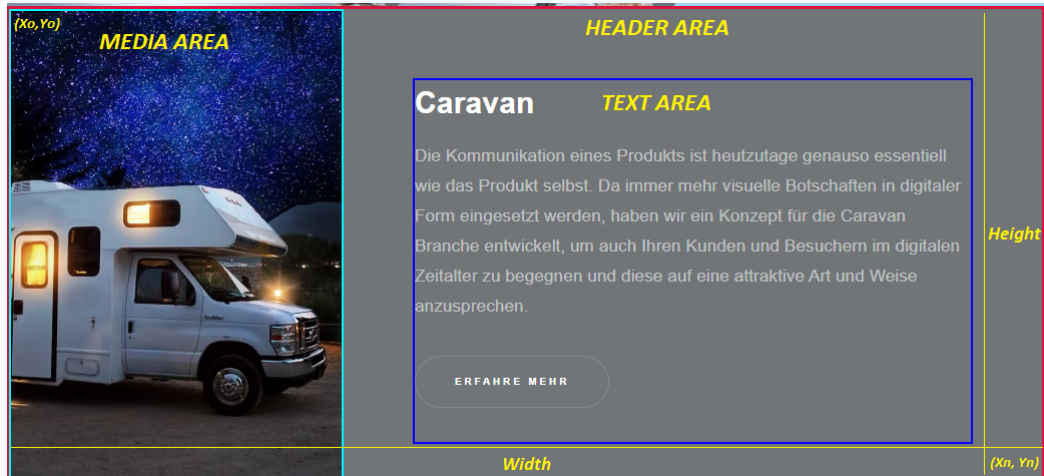 (Xo,Yo)
MEDIA AREA
HEADER AREA
Caravan
TEXT AREA
Die Kommunikation eines Produkts ist heutzutage genauso essentiell
wie das Produkt selbst. Da immer mehr visuelle Botschaften in digitaler
Form eingesetzt werden, haben wir ein Konzept für die Caravan
Branche entwickelt, um auch Ihren Kunden und Besuchern im digitalen
Zeitalter zu begegnen und diese auf eine attraktive Art und Weise
anzusprechen.
Height
ERFAHRE MEHR
Width
(Xn, Yn)